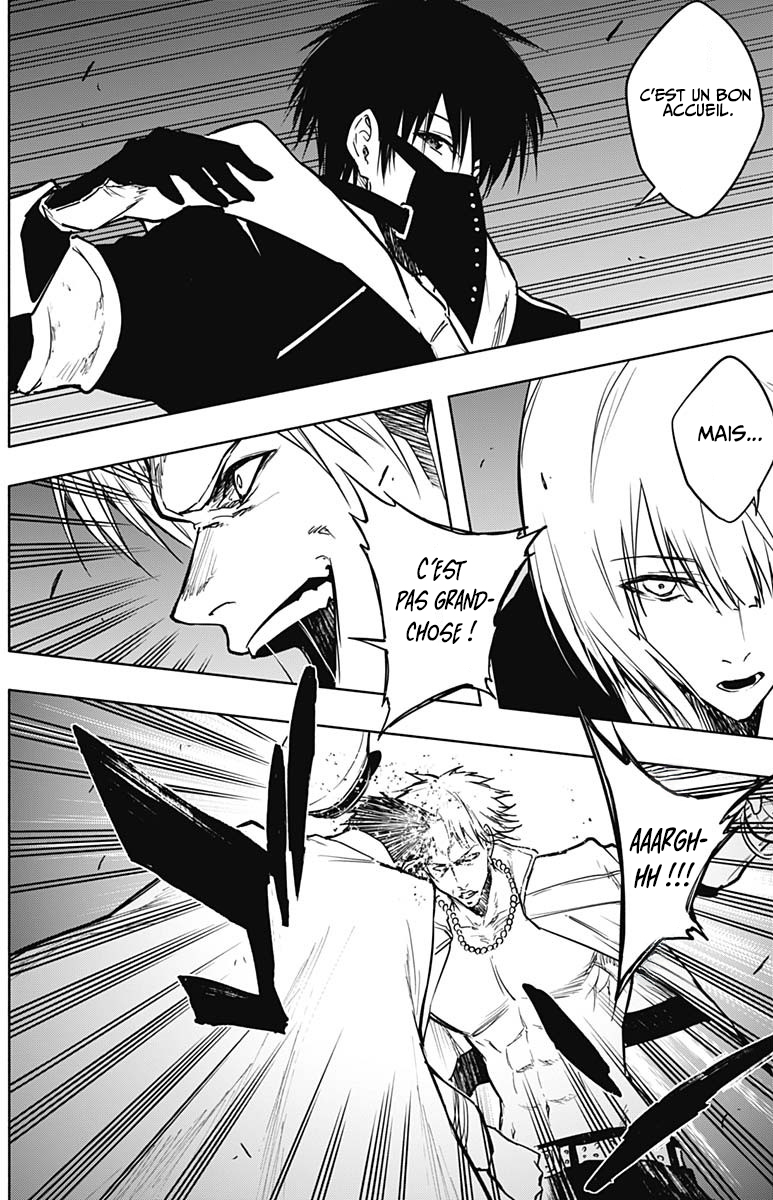 C'EST UN BON
ACCUEIL.
MAIS...
C'EST
PAS GRAND-
CHOSE !
AAARGH-
HH !!!